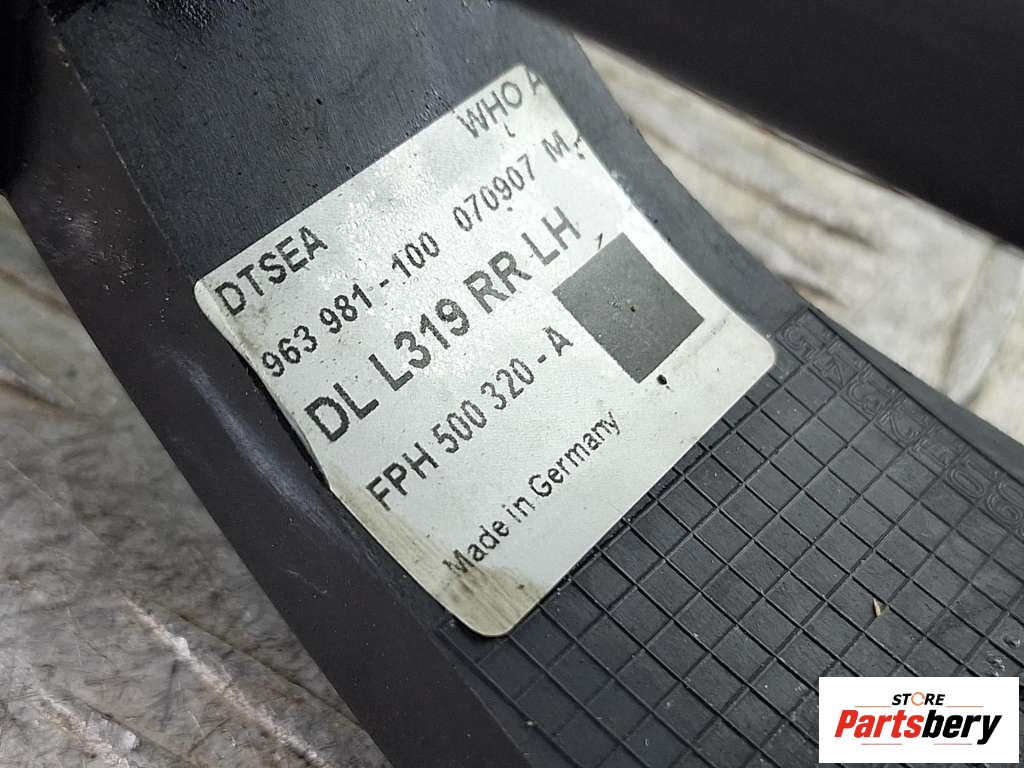 WHO A
DTSEA
963 981-100 070907 M
DL L319 RR LH
FPH 500 320-A
Made in Germany
STORE
Partsbery